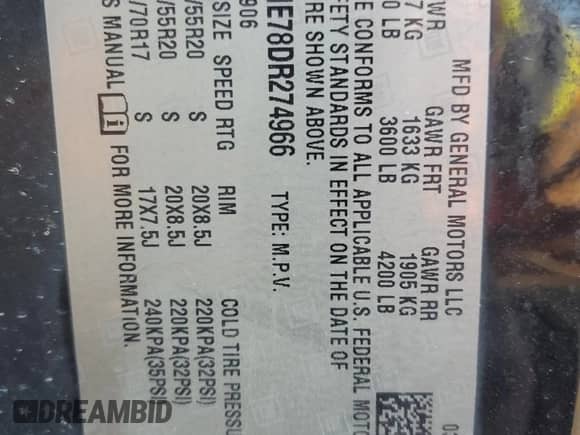 MFD BY GENERAL MOTORS LLC
GAWR FRT GAWR RR
7 KG 1633 KG 1905 KG
0 LB 3600 LB 4200 LB
E CONFORMS TO ALL APPLICABLE U.S. FEDERAL MOTO
FETY STANDARDS IN EFFECT ON THE DATE OF
RE SHOWN ABOVE.
E78DR274966 TYPE: M.P.V.
906
SIZE SPEED RTG RIM COLD TIRE PRESSU
/55R20 S 20X8.5J 220KPA(32PSI)
/55R20 S 20X8.5J 220KPA(32PSI)
/70R17 S 17X7.5J 240KPA(35PSI
S MANUAL FOR MORE INFORMATION.
DREAMBID